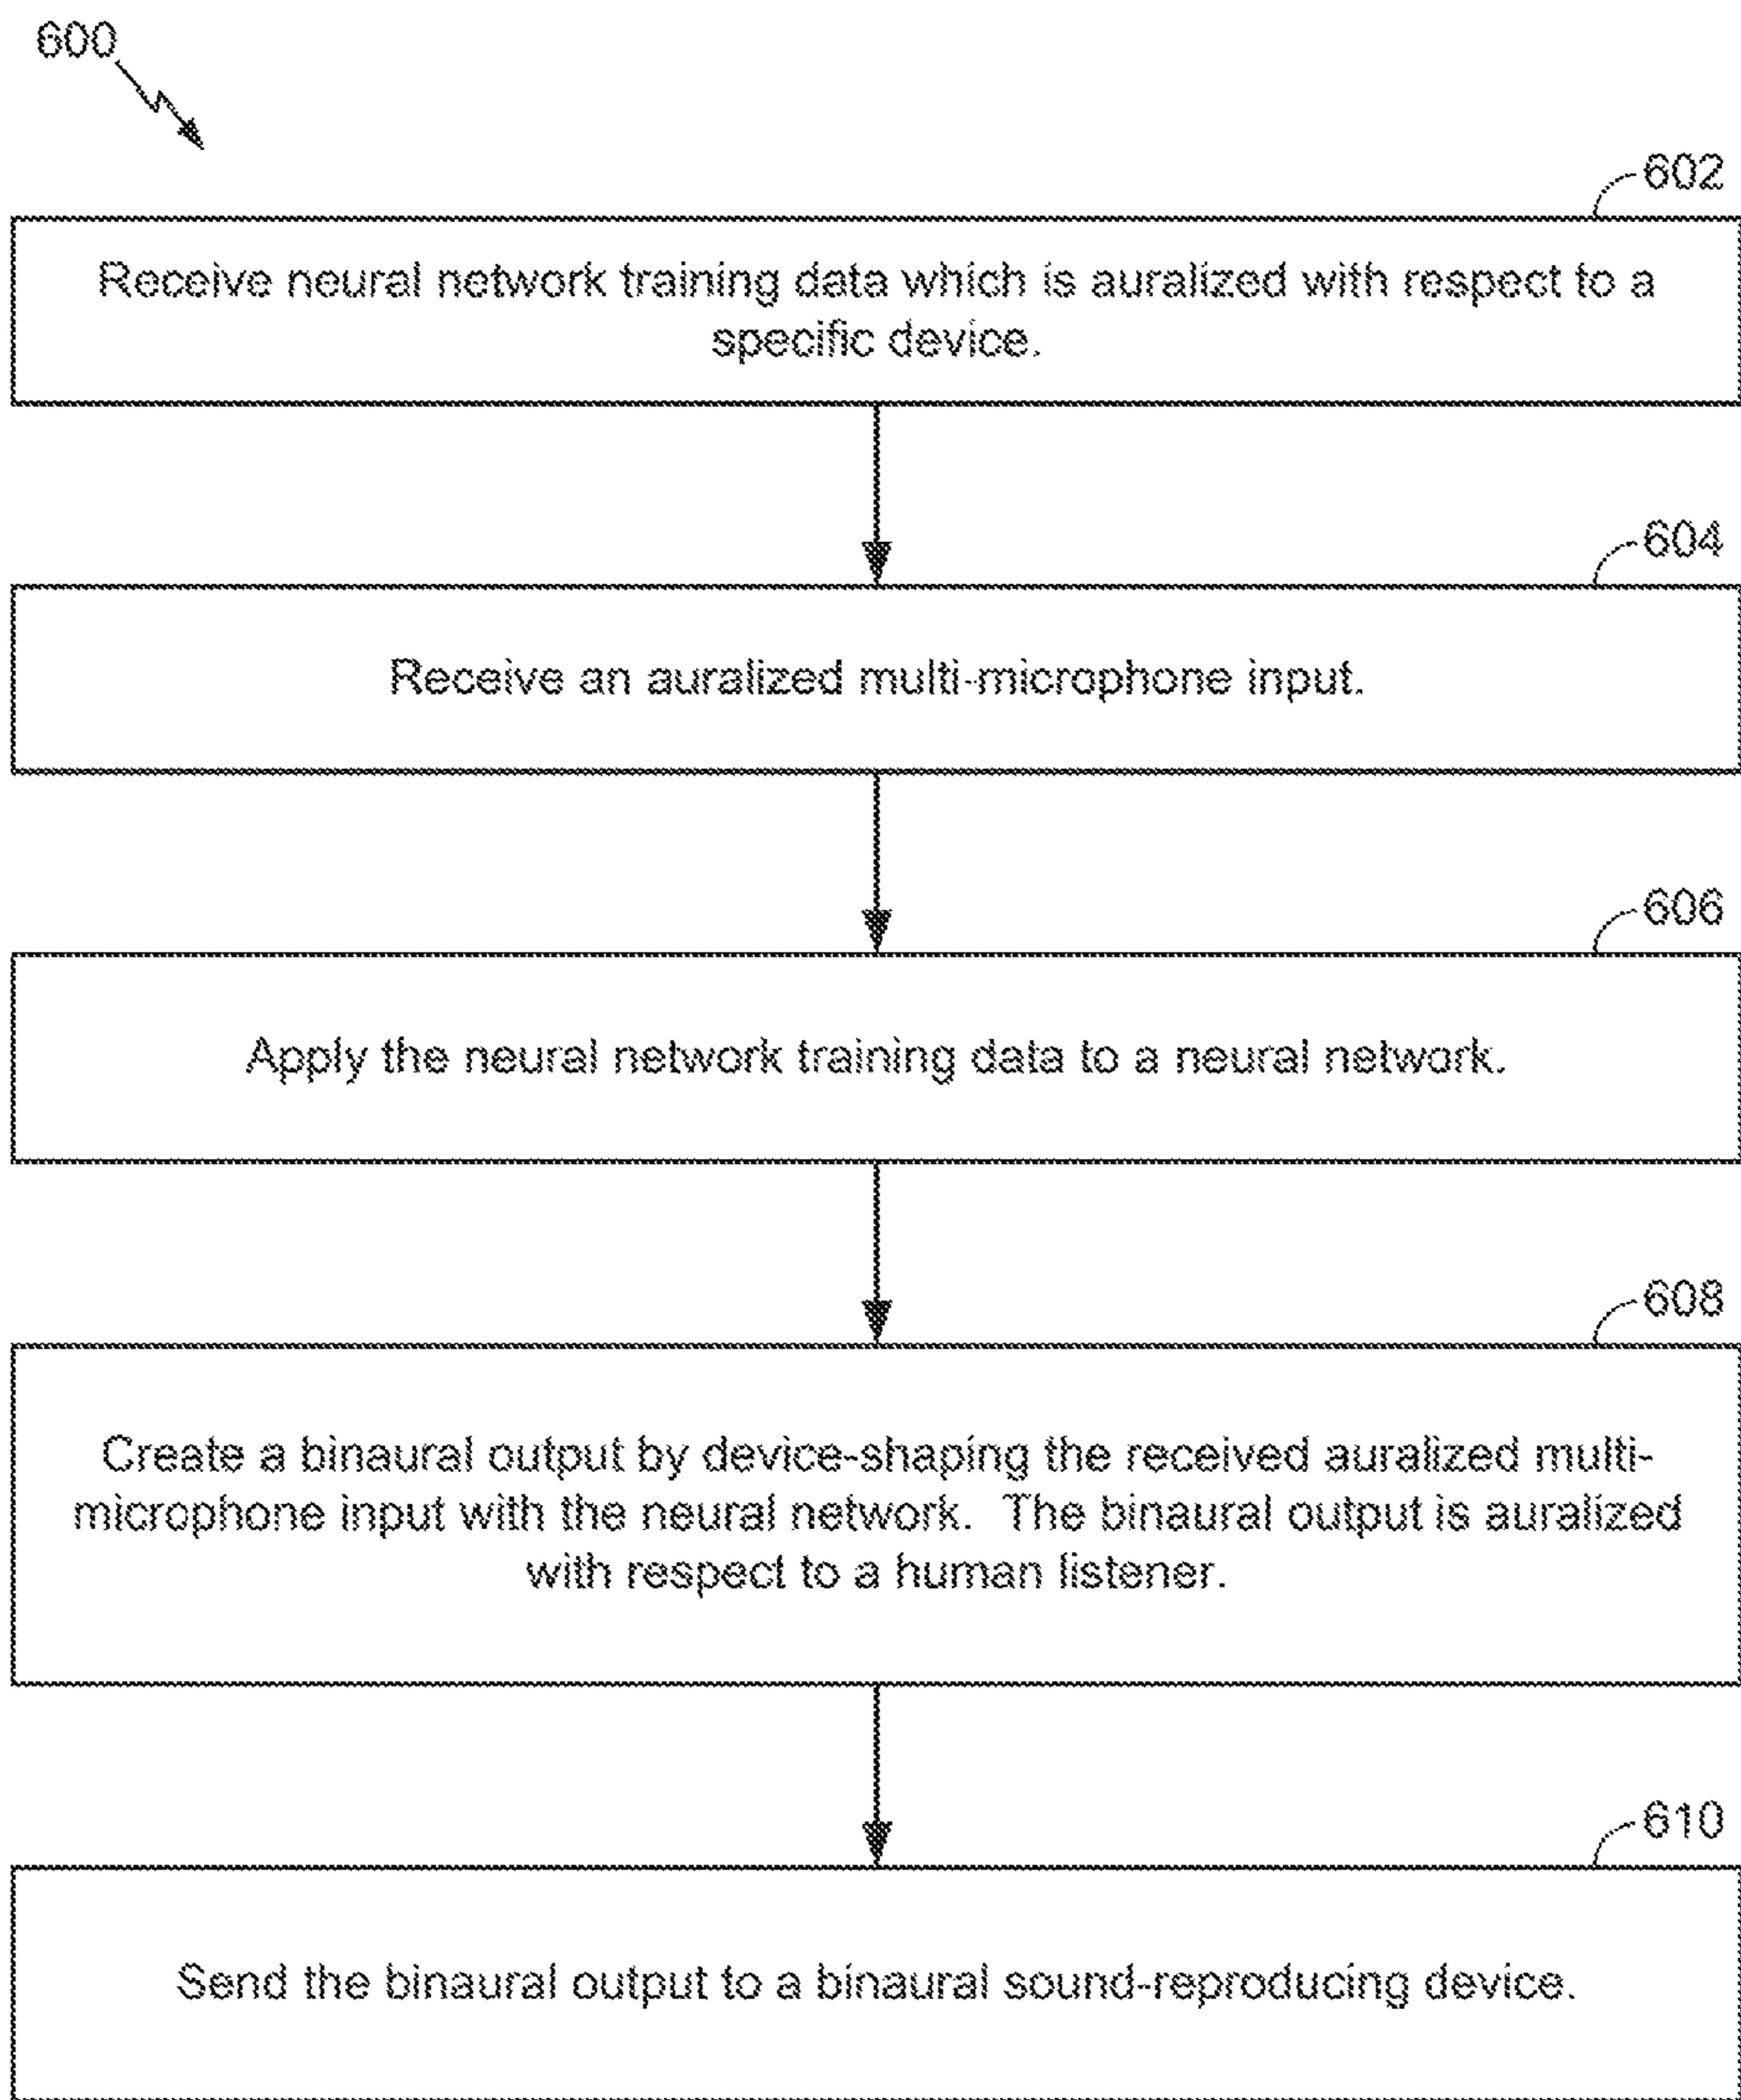 600
602
Receive neural network training data which is auralized with respect to a
specific device.
604
Receive an auralized multi-microphone input.
606
Apply the neural network training data to a neural network.
608
Create a binaural output by device-shaping the received auralized multi-
microphone input with the neural network.  The binaural output is auralized
with respect to a human listener.
610
Send the binaural output to a binaural sound-reproducing device.